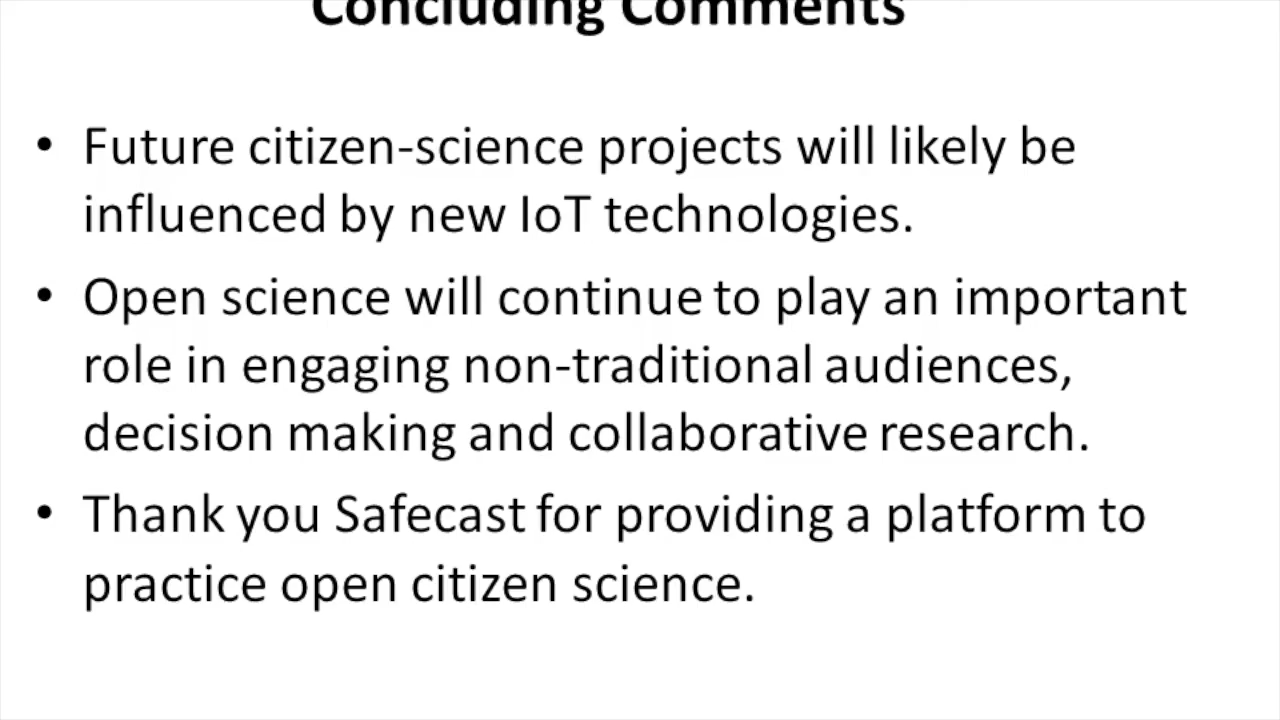 Concluding Comments
• Future citizen-science projects will likely be
influenced by new IoT technologies.
• Open science will continue to play an important
role in engaging non-traditional audiences,
decision making and collaborative research.
• Thank you Safecast for providing a platform to
practice open citizen science.